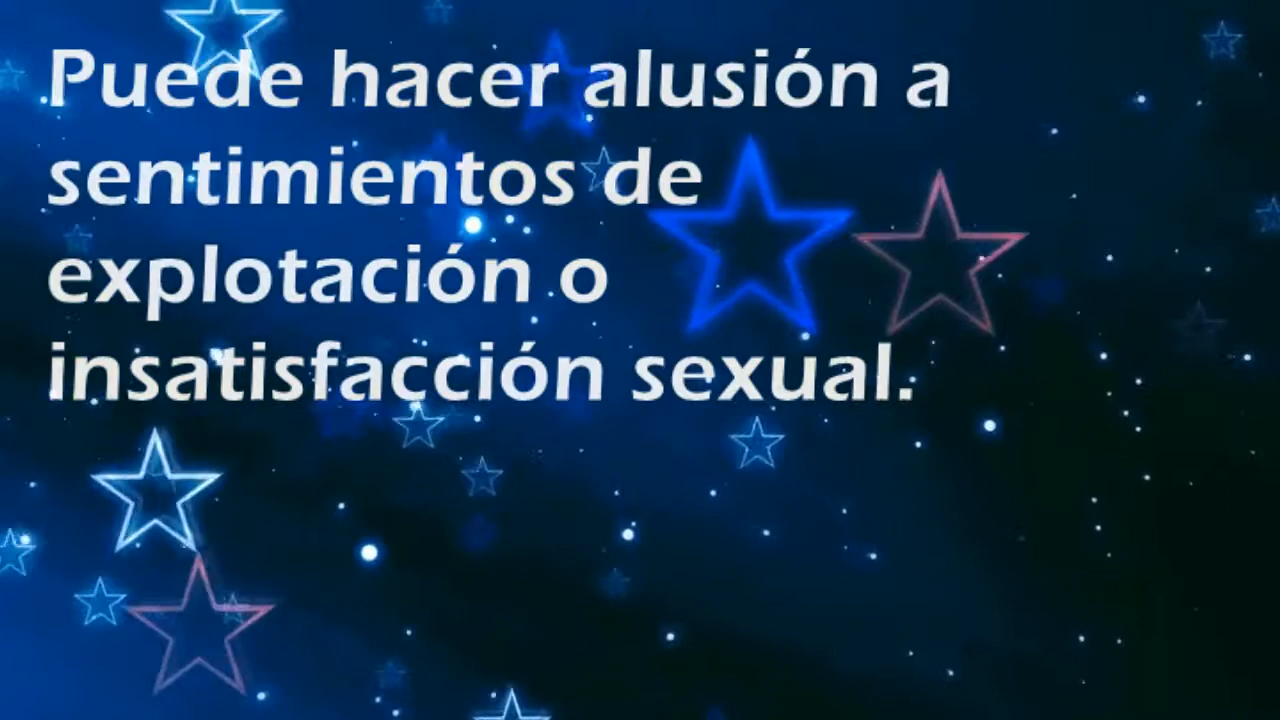 Puede hacer alusión a
sentimientos de
explotación o
insatisfacción sexual.